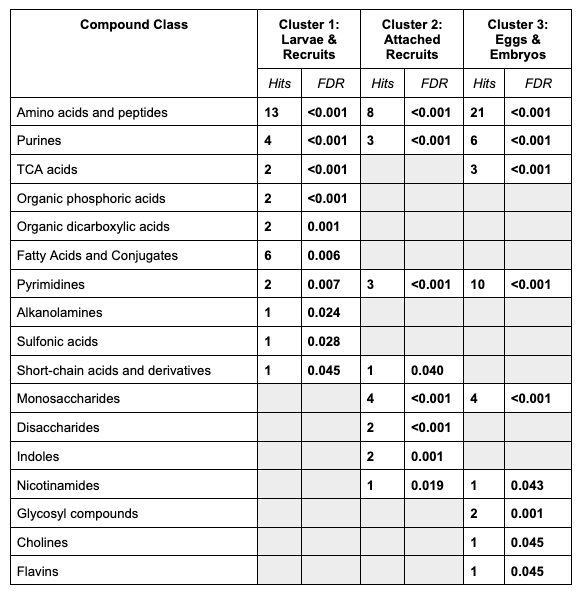 Compound Class Cluster 1: Larvae & Recruits Cluster 2: Attached Recruits Cluster 3: Eggs & Embryos
Hits FDR Hits FDR Hits FDR
Amino acids and peptides 13 <0.001 8 <0.001 21 <0.001
Purines 4 <0.001 3 <0.001 6 <0.001
TCA acids 2 <0.001 3 <0.001
Organic phosphoric acids 2 <0.001
Organic dicarboxylic acids 2 0.001
Fatty Acids and Conjugates 6 0.006
Pyrimidines 2 0.007 3 <0.001 10 <0.001
Alkanolamines 1 0.024
Sulfonic acids 1 0.028
Short-chain acids and derivatives 1 0.045 1 0.040
Monosaccharides 4 <0.001 4 <0.001
Disaccharides 2 <0.001
Indoles 2 0.001
Nicotinamides 1 0.019 1 0.043
Glycosyl compounds 2 0.001
Cholines 1 0.045
Flavins 1 0.045